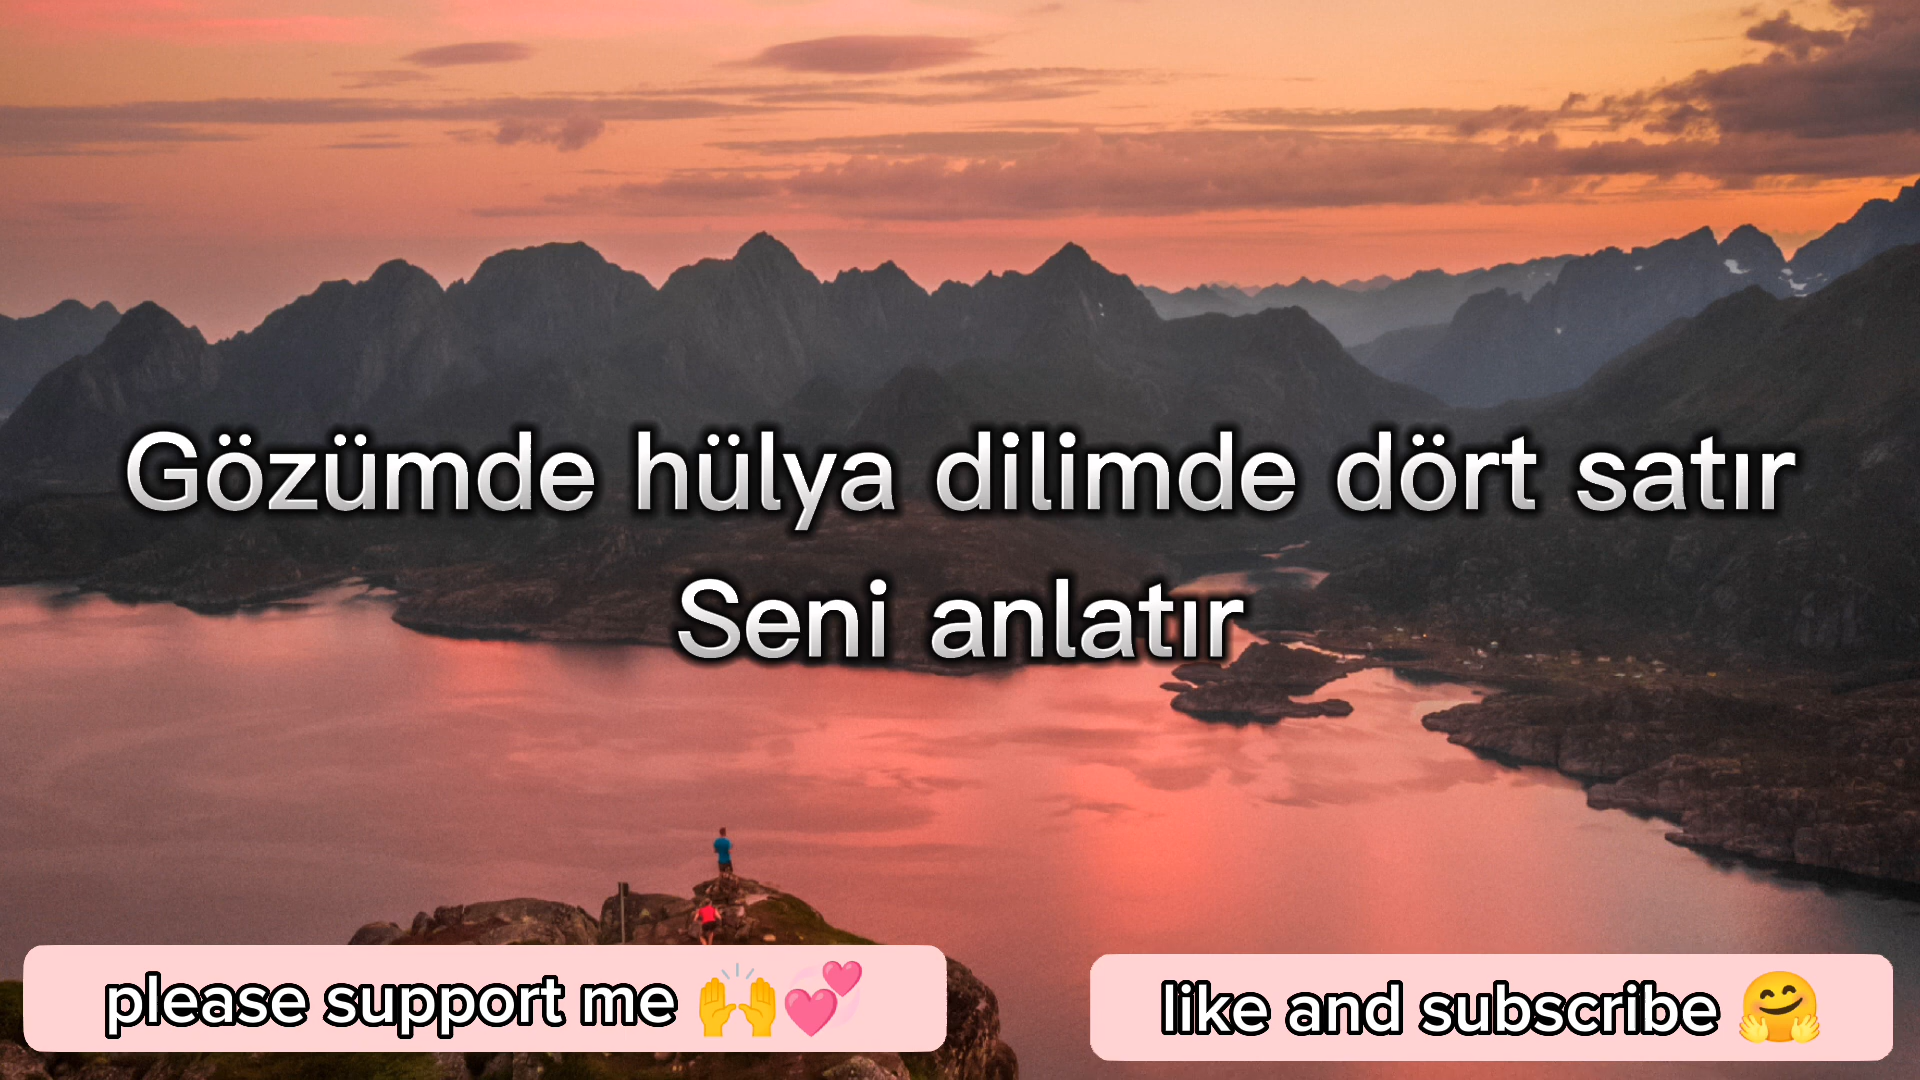 Gözümde hülya dilimde dört satır
Seni anlatır
please support me 🙌💞
like and subscribe 🤗